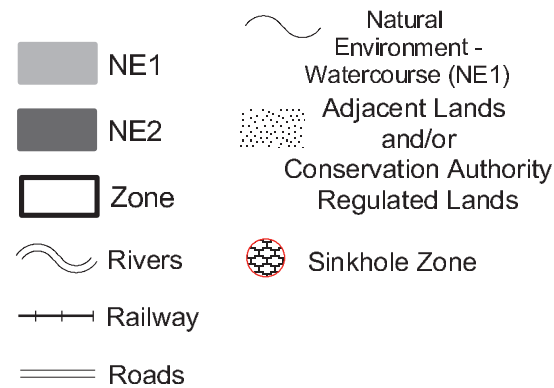 NE1
NE2
Zone
Rivers
Railway
Roads
Natural
Environment -
Watercourse (NE1)
Adjacent Lands
and/or
Conservation Authority
Regulated Lands
Sinkhole Zone